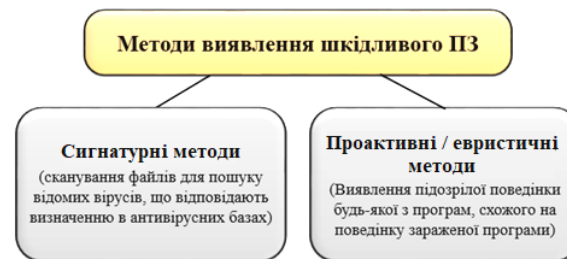 Методи виявлення шкідливого ПЗ
Сигнатурні методи
(сканування файлів для пошуку
відомих вірусів, що відповідають
визначенню в антивірусних базах)
Проактивні / евристичні
методи
(Виявлення підозрілої поведінки
будь-якої з програм, схожого на
поведінку зараженої програми)